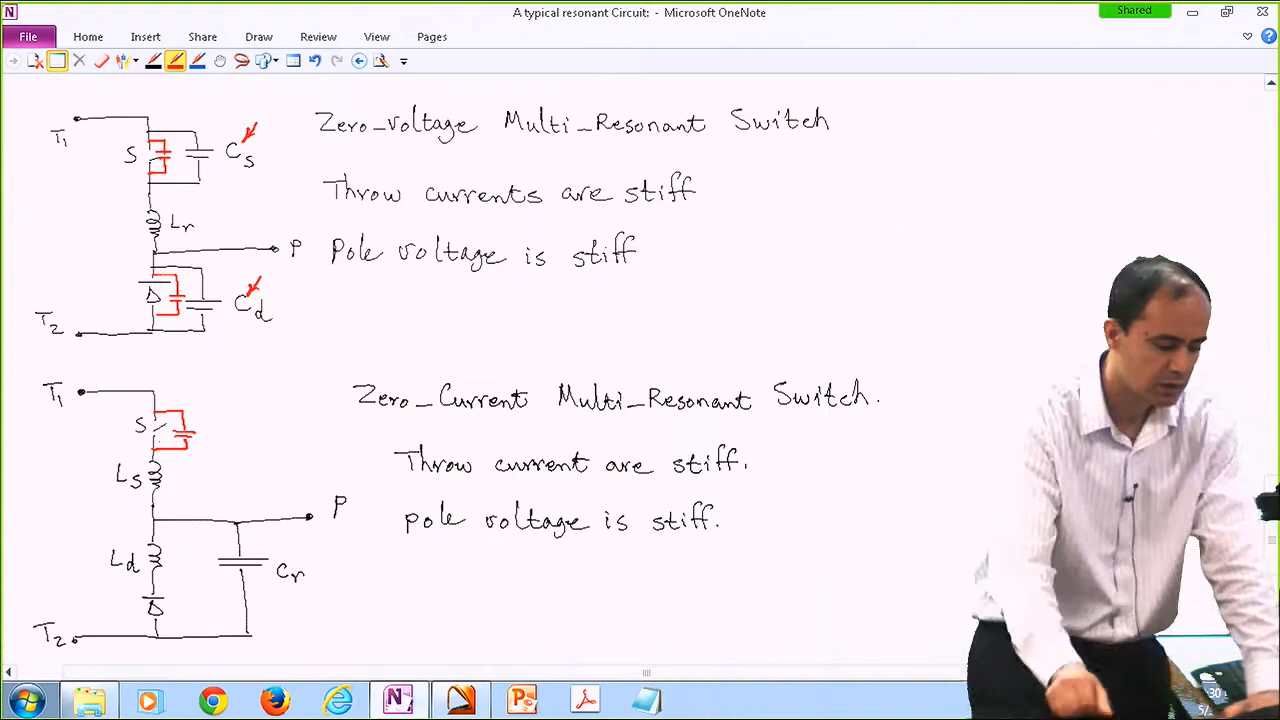 A typical resonant Circuit: - Microsoft OneNote
Shared
File Home Insert Share Draw Review View Pages
T1
S
Cs
Zero_voltage Multi_Resonant Switch
Throw currents are stiff
Lr
P
Pole voltage is stiff
D
Cd
T2
T1
S
Zero_Current Multi_Resonant Switch.
Ls
Throw current are stiff.
P
pole voltage is stiff.
Ld
Cr
D
T2